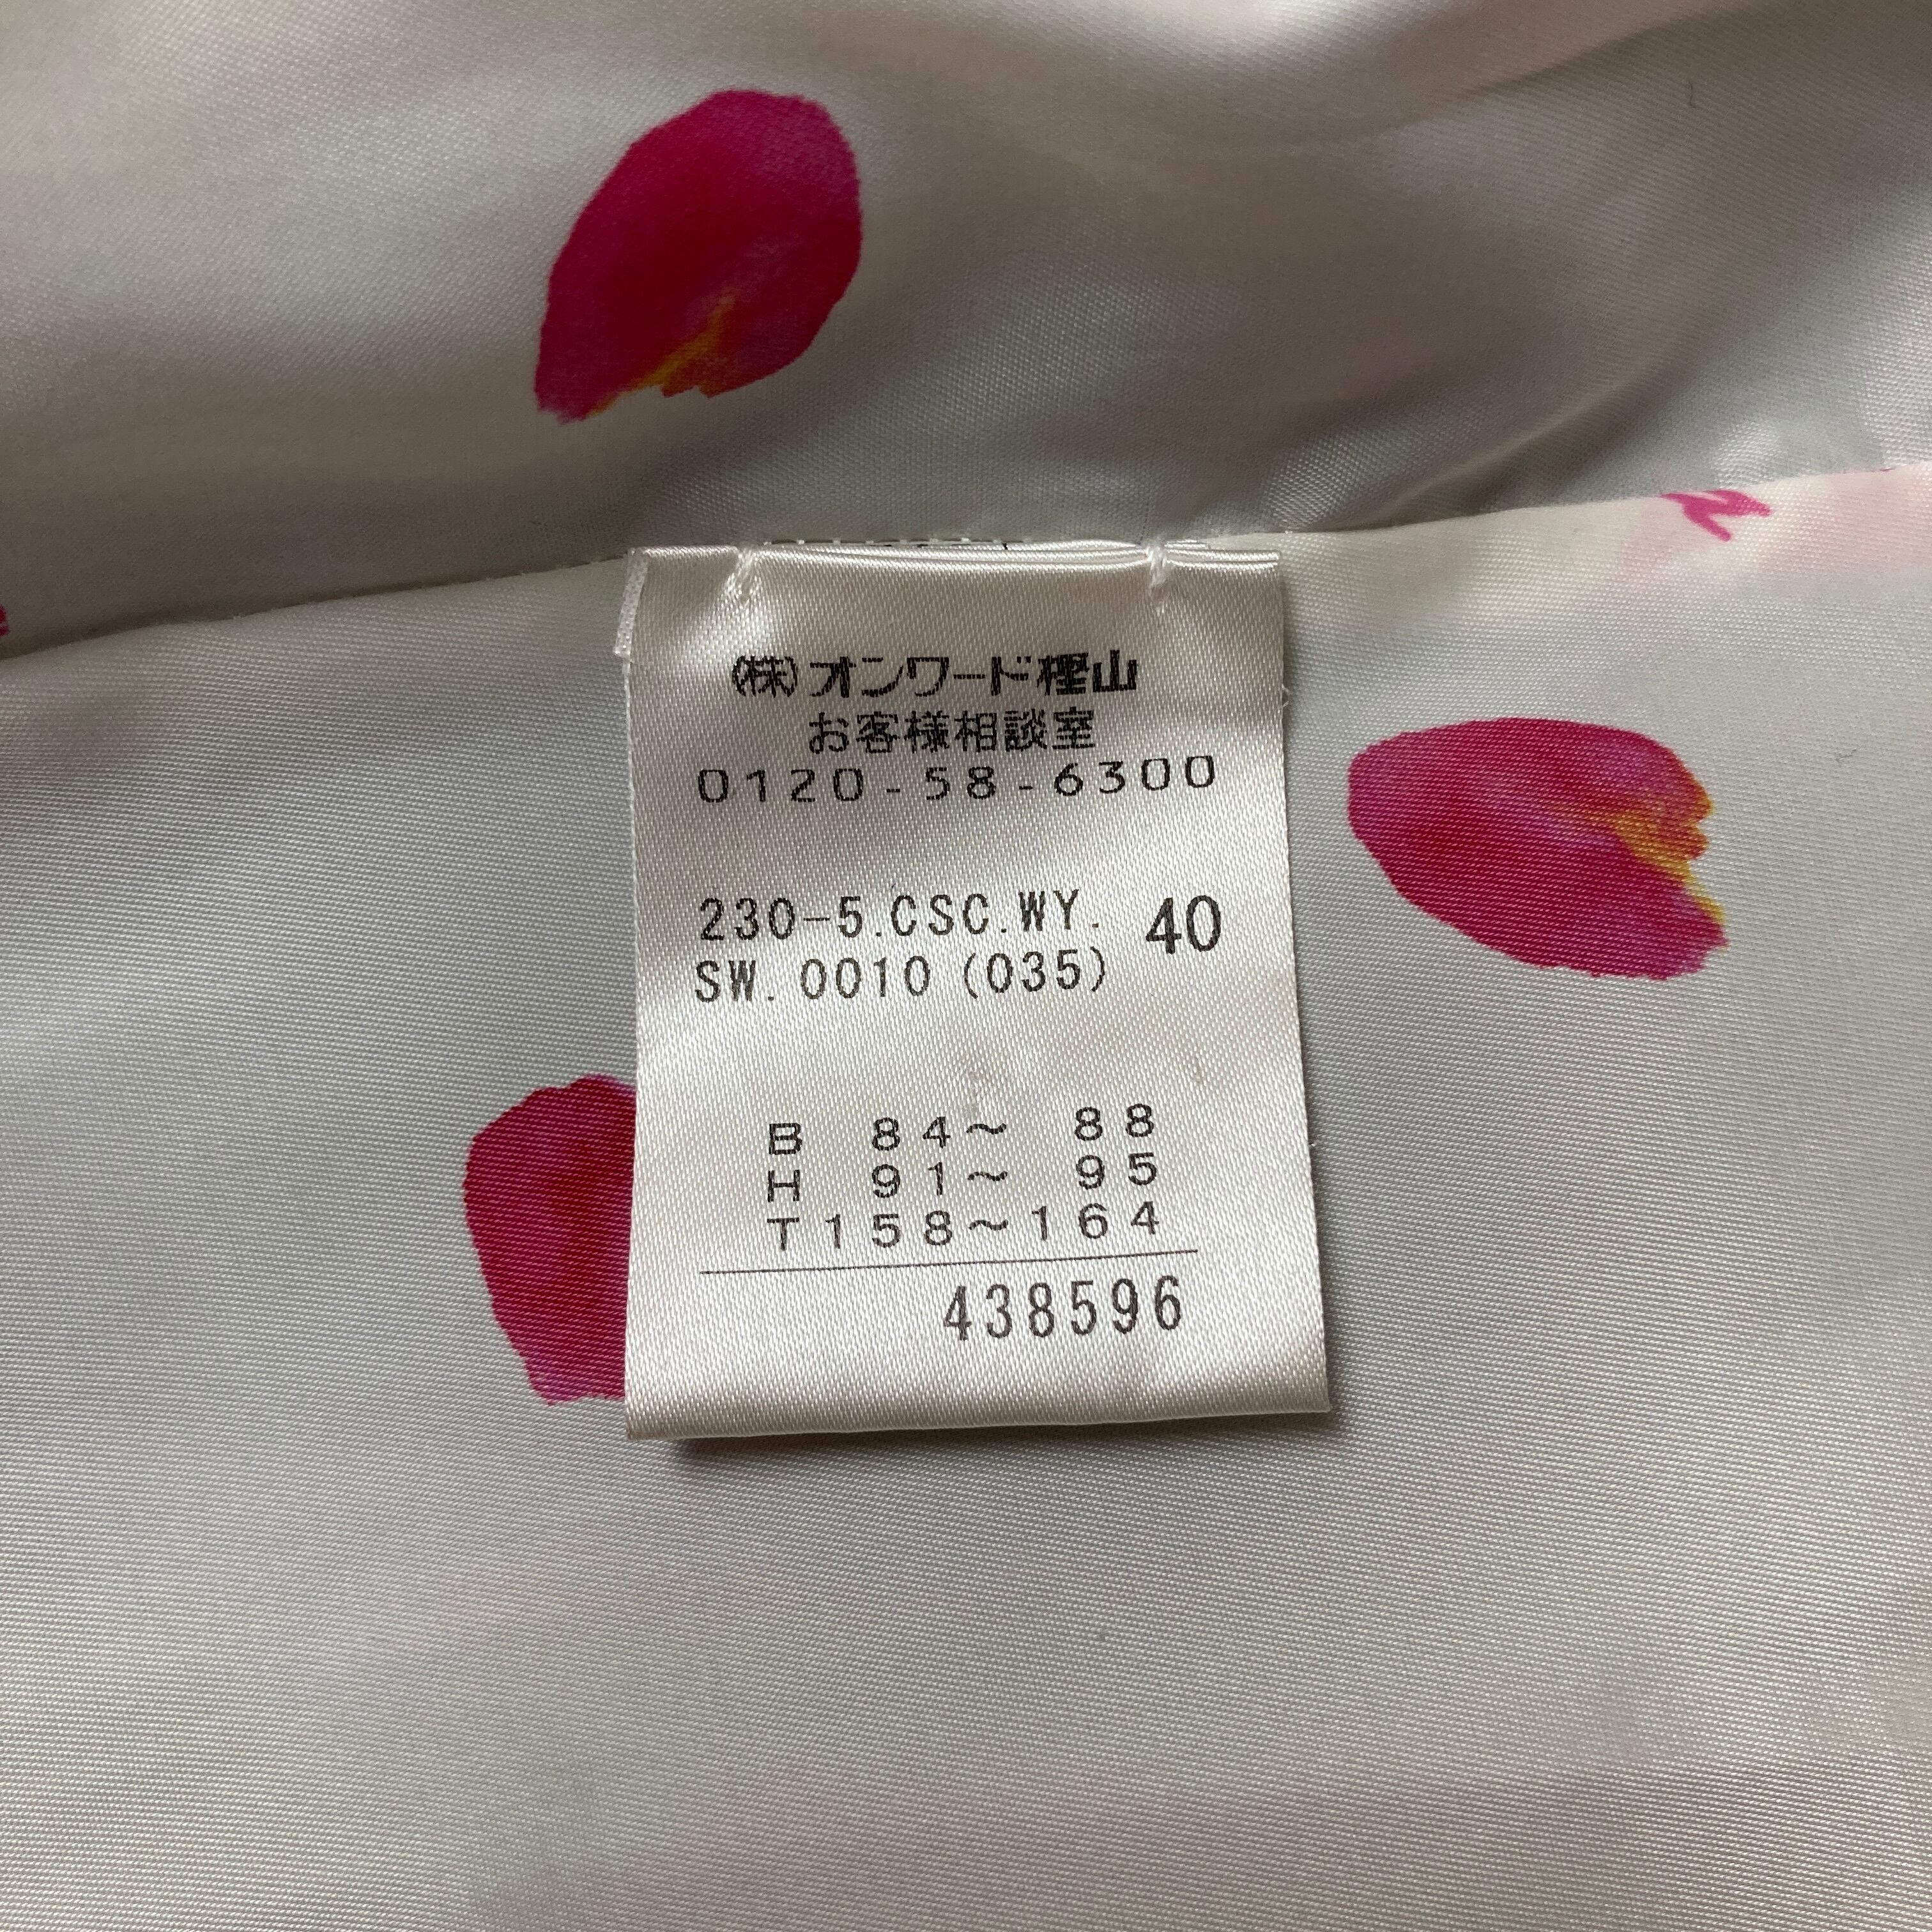 ㈱オンワード樫山
お客様相談室
0120-58-6300
230-5.CSC.WY. 40
SW.0010(035)
B 84～ 88
H 91～ 95
T158～164
438596